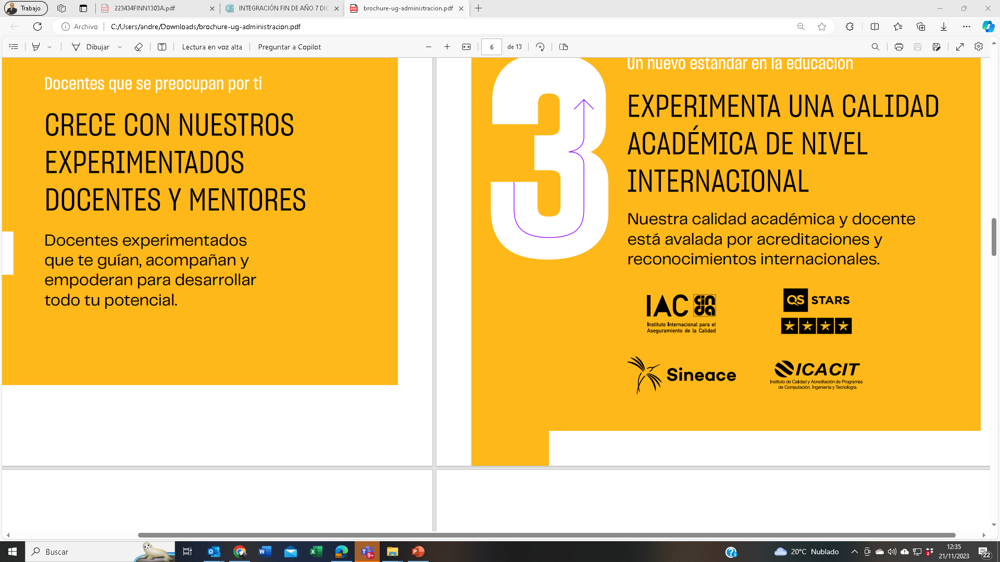 Trabajo
223434FINN1303A.pdf
INTEGRACIÓN FIN DE AÑO 7 DIC
brochure-ug-administracion.pdf
Archivo
C:/Users/andre/Downloads/brochure-ug-administracion.pdf
Dibujar
Lectura en voz alta
Preguntar a Copilot
6
de 13
Docentes que se preocupan por ti
CRECE CON NUESTROS
EXPERIMENTADOS
DOCENTES Y MENTORES
Docentes experimentados
que te guían, acompañan y
empoderan para desarrollar
todo tu potencial.
3
Un nuevo estándar en la educación
EXPERIMENTA UNA CALIDAD
ACADÉMICA DE NIVEL
INTERNACIONAL
Nuestra calidad académica y docente
está avalada por acreditaciones y
reconocimientos internacionales.
IAC cinda
Instituto Internacional para el
Aseguramiento de la Calidad
QS STARS
Sineace
ICACIT
Instituto de Calidad y Acreditación de Programas
de Computación, Ingeniería y Tecnología
Buscar
9+
20°C Nublado
12:35
21/11/2023
22